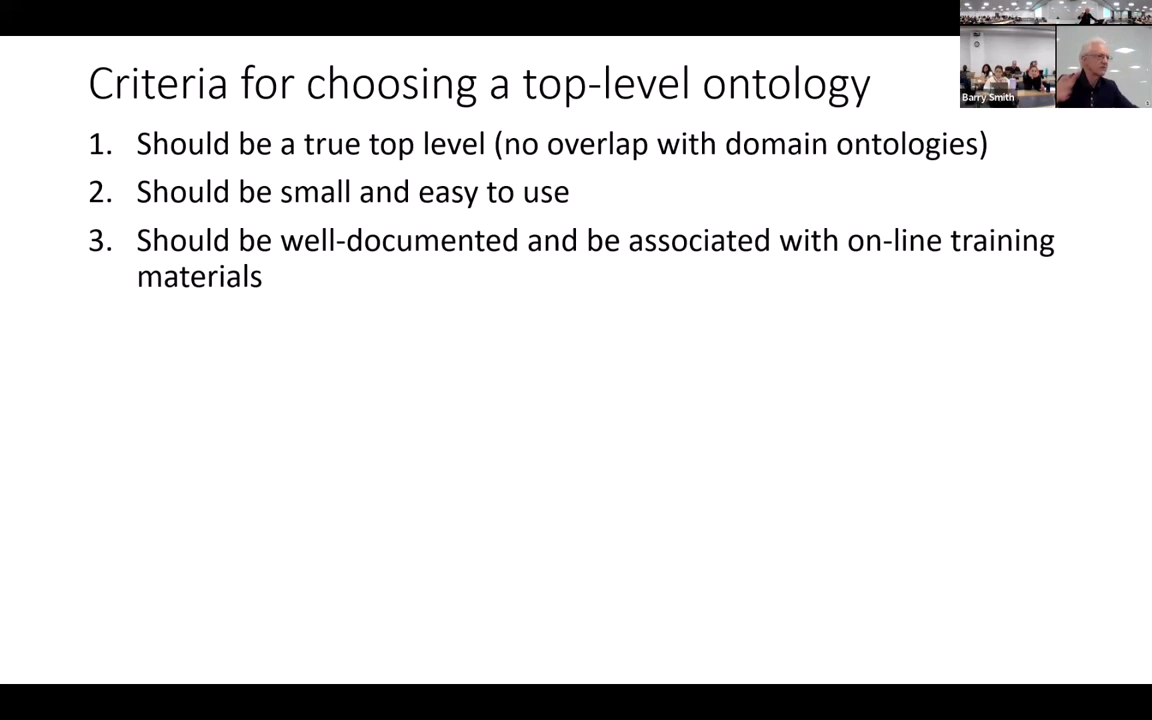 Criteria for choosing a top-level ontology
1. Should be a true top level (no overlap with domain ontologies)
2. Should be small and easy to use
3. Should be well-documented and be associated with on-line training
materials
Barry Smith